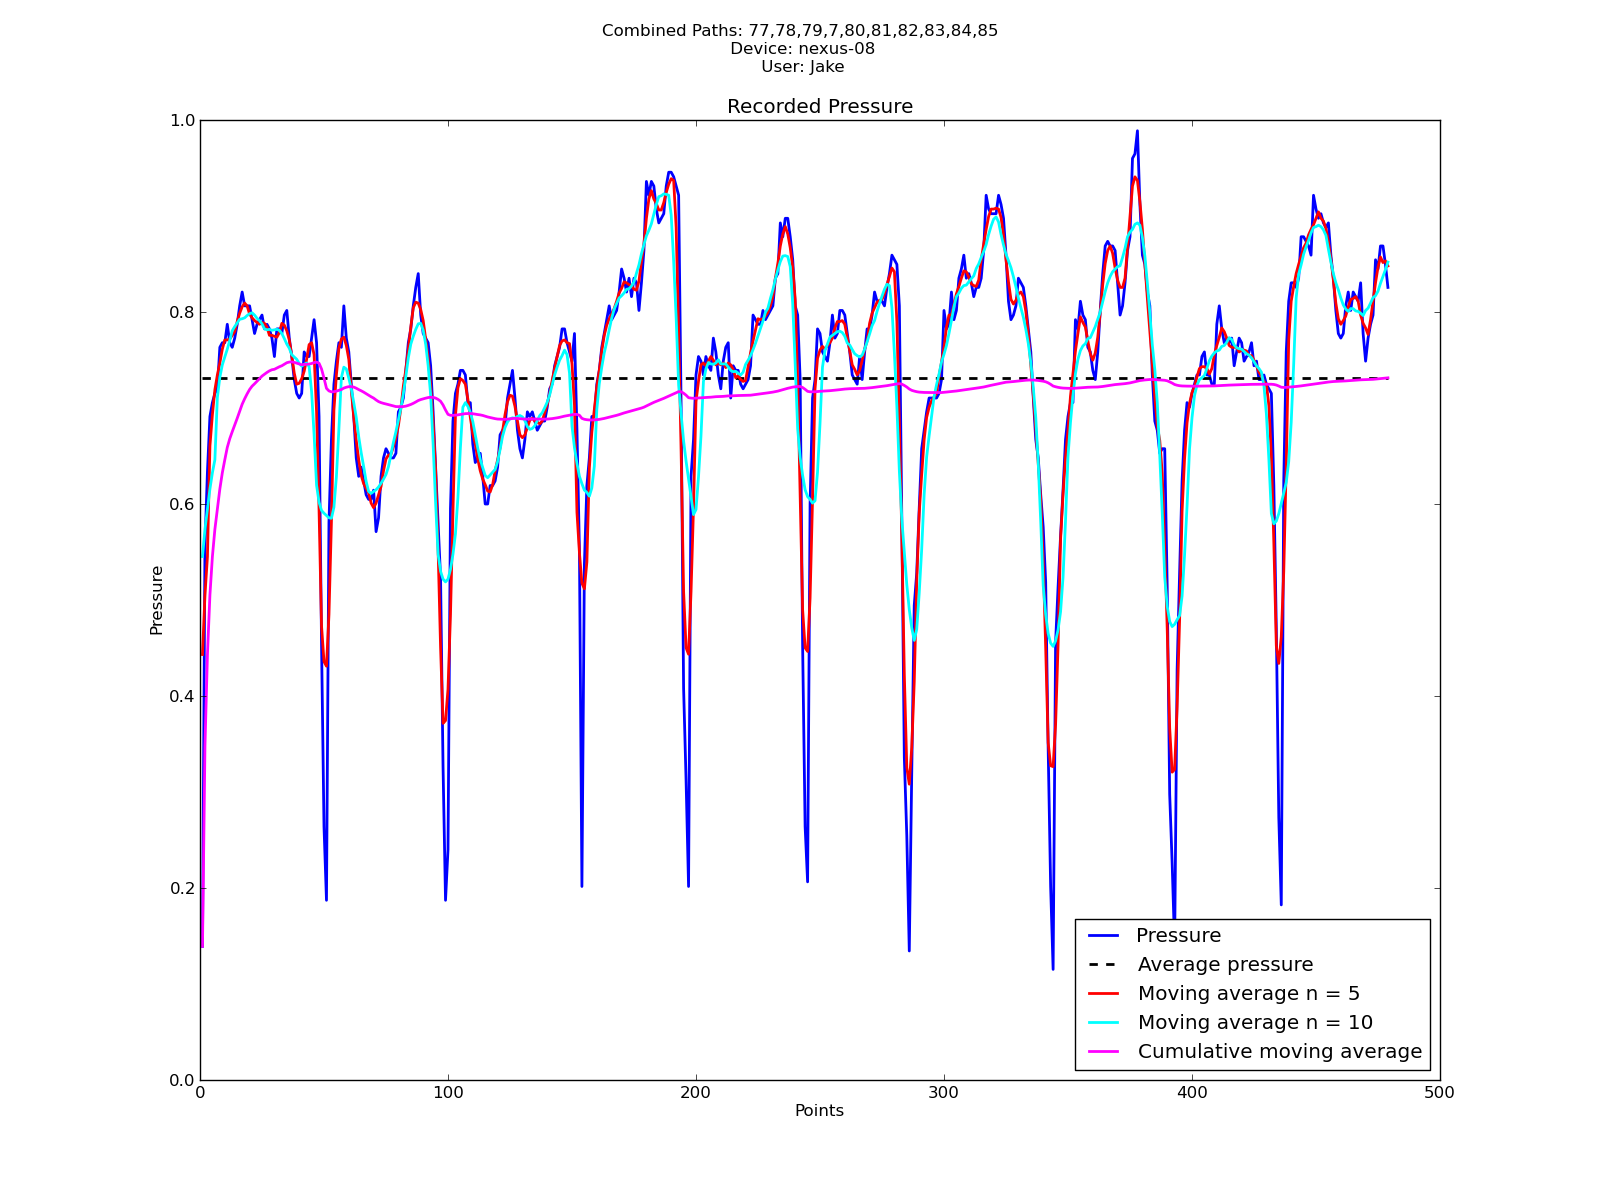 Combined Paths: 77,78,79,7,80,81,82,83,84,85
Device: nexus-08
User: Jake
Recorded Pressure
1.0
0.8
0.6
0.4
0.2
0.0
Pressure
0
100
200
300
400
500
Points
Pressure
Average pressure
Moving average n = 5
Moving average n = 10
Cumulative moving average